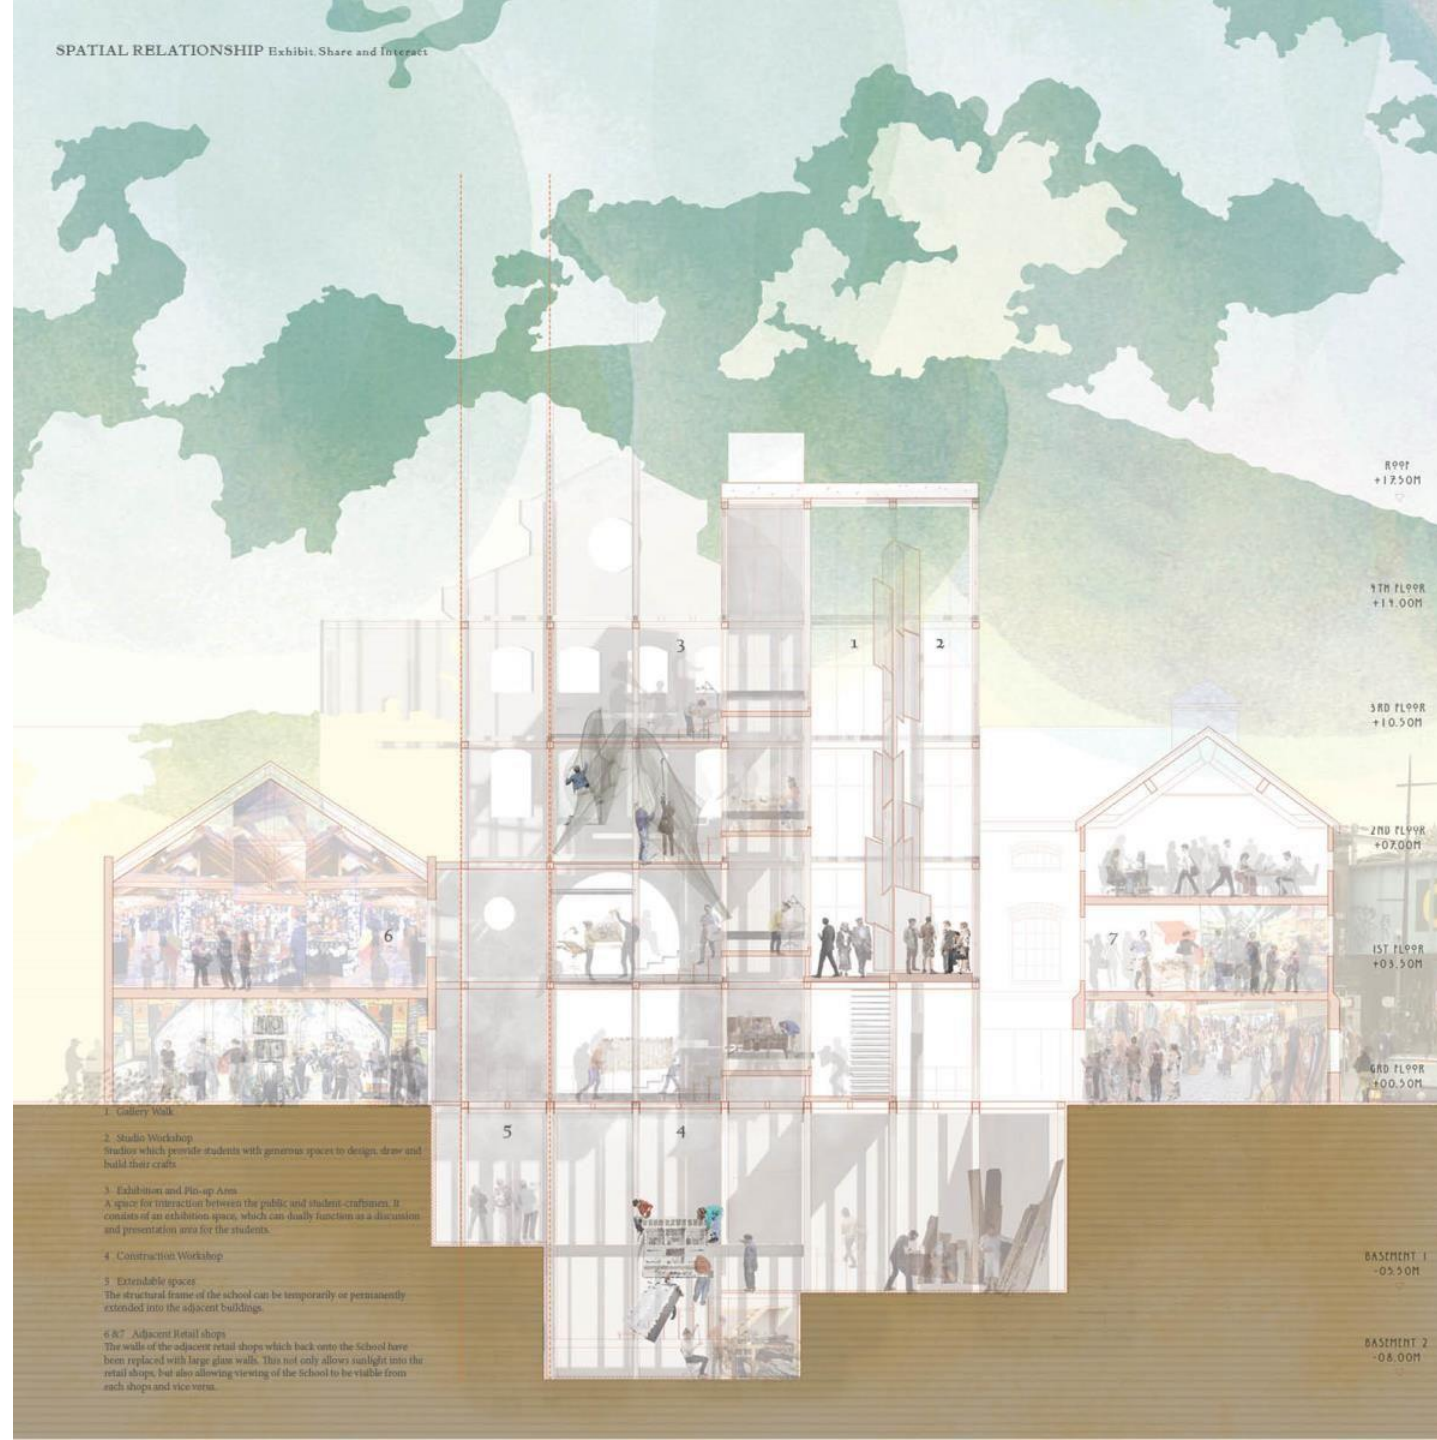 SPATIAL RELATIONSHIP Exhibit, Share and Interact
ROOF
+17.50M
4TH FLOOR
+14.00M
3
1
2
3RD FLOOR
+10.50M
2ND FLOOR
+07.00M
6
7
1ST FLOOR
+03.50M
GRD FLOOR
+00.50M
5
4
1 Gallery Walk
2 Studio Workshop
Studios which provide students with generous spaces to design, draw and
build their crafts
3 Exhibition and Pin-up Area
A space for interaction between the public and student-craftsmen. It
consists of an exhibition space, which can dually function as a discussion
and presentation area for the students.
4 Construction Workshop
5 Extendable spaces
The structural frame of the school can be temporarily or permanently
extended into the adjacent buildings.
6 &7 Adjacent Retail shops
The walls of the adjacent retail shops which back onto the School have
been replaced with large glass walls. This not only allows sunlight into the
retail shops, but also allowing viewing of the School to be visible from
each shops and vice versa.
BASEMENT 1
-05.50M
BASEMENT 2
-08.00M